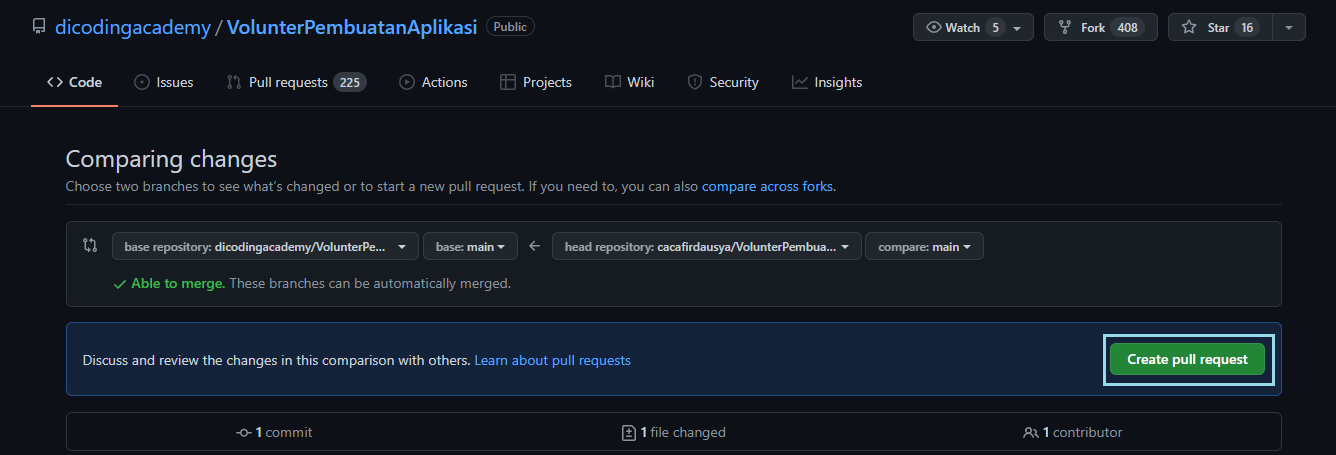 dicodingacademy / VolunterPembuatanAplikasi Public Watch 5 Fork 408 Star 16
Code Issues Pull requests 225 Actions Projects Wiki Security Insights
Comparing changes
Choose two branches to see what's changed or to start a new pull request. If you need to, you can also compare across forks.
base repository: dicodingacademy/VolunterPe... base: main ← head repository: cacafirdausya/VolunterPembua... compare: main
Able to merge. These branches can be automatically merged.
Discuss and review the changes in this comparison with others. Learn about pull requests Create pull request
1 commit 1 file changed 1 contributor